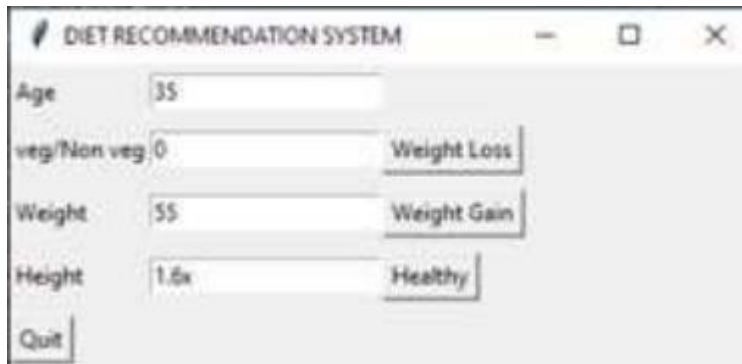 DIET RECOMMENDATION SYSTEM
Age 35
veg/Non veg 0 Weight Loss
Weight 55 Weight Gain
Height Healthy
Quit